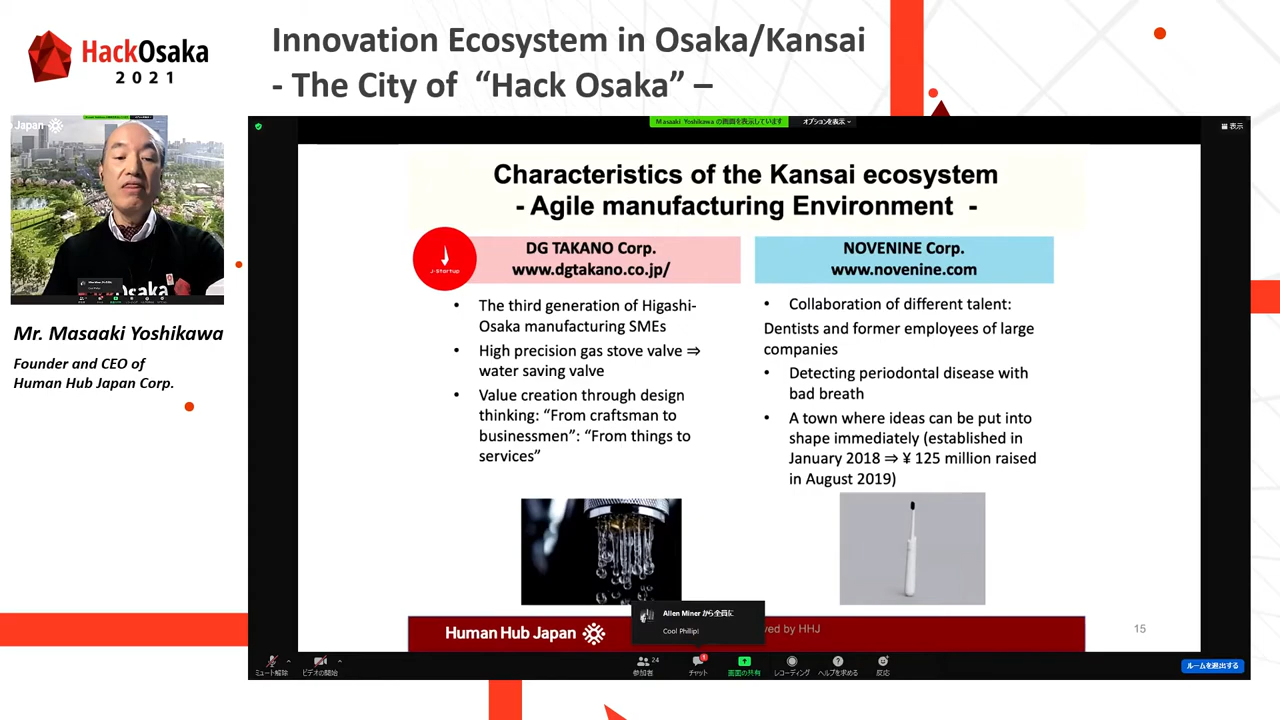 HackOsaka
2021
Innovation Ecosystem in Osaka/Kansai
- The City of “Hack Osaka” –
Japan
Osaka
Mr. Masaaki Yoshikawa
Founder and CEO of
Human Hub Japan Corp.
Masaaki Yoshikawa の画面を表示しています
オプションを表示
表示
Characteristics of the Kansai ecosystem
- Agile manufacturing Environment -
J-Startup
DG TAKANO Corp.
www.dgtakano.co.jp/
• The third generation of Higashi-
Osaka manufacturing SMEs
• High precision gas stove valve ⇒
water saving valve
• Value creation through design
thinking: “From craftsman to
businessmen”: “From things to
services”
NOVENINE Corp.
www.novenine.com
• Collaboration of different talent:
Dentists and former employees of large
companies
• Detecting periodontal disease with
bad breath
• A town where ideas can be put into
shape immediately (established in
January 2018 ⇒ ¥ 125 million raised
in August 2019)
Allen Miner から全員に
Cool Phillip!
Human Hub Japan
ved by HHJ
15
ミュート解除
ビデオの開始
24
参加者
1
チャット
画面の共有
レコーディング
ヘルプを求める
反応
ルームを退出する